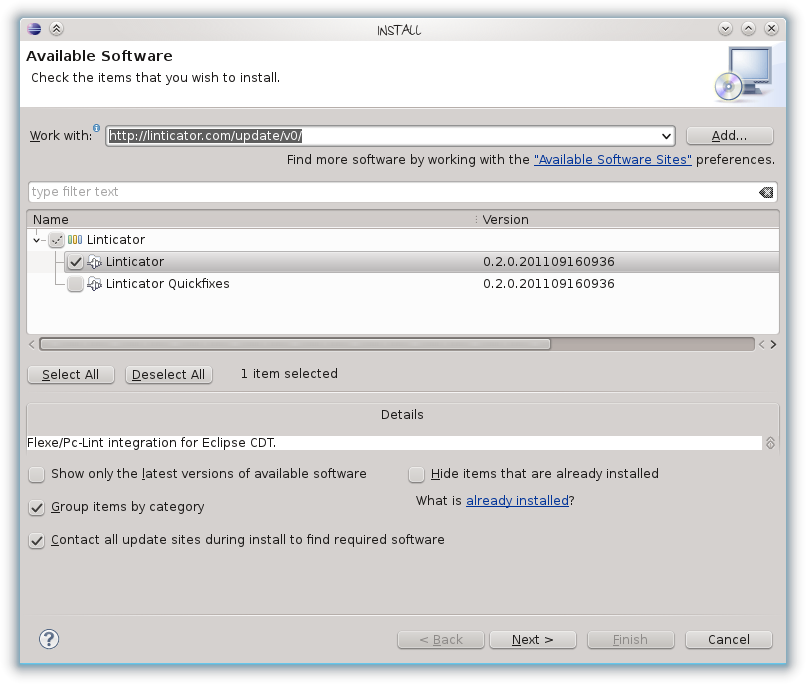 INSTALL
Available Software
Check the items that you wish to install.
Work with: http://linticator.com/update/v0/ Add...
Find more software by working with the "Available Software Sites" preferences.
type filter text
Name Version
Linticator
Linticator 0.2.0.201109160936
Linticator Quickfixes 0.2.0.201109160936
Select All Deselect All 1 item selected
Details
Flexe/Pc-Lint integration for Eclipse CDT.
Show only the latest versions of available software Hide items that are already installed
Group items by category What is already installed?
Contact all update sites during install to find required software
? < Back Next > Finish Cancel